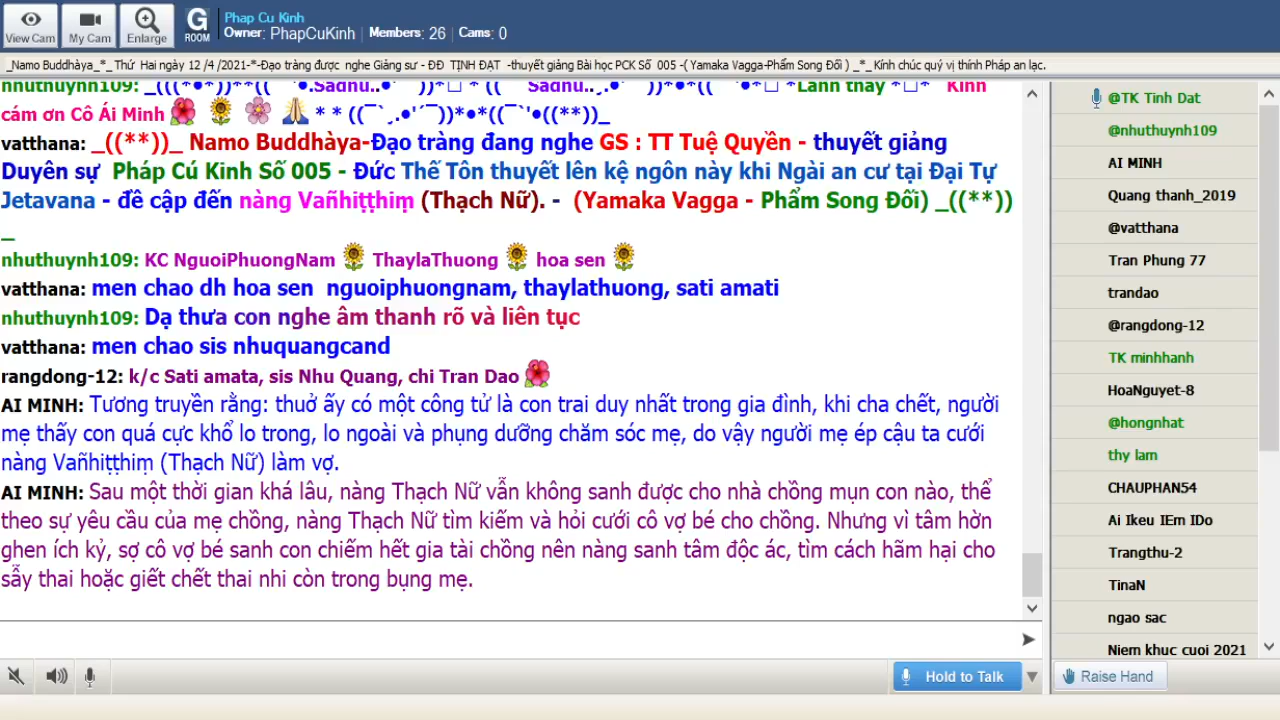 View Cam
My Cam
Enlarge
G
ROOM
Phap Cu Kinh
Owner: PhapCuKinh | Members: 26 | Cams: 0
_Namo Buddhàya_*_ Thứ Hai ngày 12 /4 /2021-*-Đạo tràng được nghe Giảng sư - ĐĐ TỊNH ĐẠT -thuyết giảng Bài học PCK Số 005 -( Yamaka Vagga-Phẩm Song Đối ) _*_ Kính chúc quý vị thính Pháp an lạc.
cám ơn Cô Ái Minh
vatthana: _((**))_ Namo Buddhàya-Đạo tràng đang nghe GS : TT Tuệ Quyền - thuyết giảng
Duyên sự Pháp Cú Kinh Số 005 - Đức Thế Tôn thuyết lên kệ ngôn này khi Ngài an cư tại Đại Tự
Jetavana - đề cập đến nàng Vañhiṭṭhiṃ (Thạch Nữ). - (Yamaka Vagga - Phẩm Song Đối) _((**))
_
nhuthuynh109: KC NguoiPhuongNam ThaylaThuong hoa sen
vatthana: men chao dh hoa sen nguoiphuongnam, thaylathuong, sati amati
nhuthuynh109: Dạ thưa con nghe âm thanh rõ và liên tục
vatthana: men chao sis nhuquangcand
rangdong-12: k/c Sati amata, sis Nhu Quang, chi Tran Dao
AI MINH: Tương truyền rằng: thuở ấy có một công tử là con trai duy nhất trong gia đình, khi cha chết, người
mẹ thấy con quá cực khổ lo trong, lo ngoài và phụng dưỡng chăm sóc mẹ, do vậy người mẹ ép cậu ta cưới
nàng Vañhiṭṭhiṃ (Thạch Nữ) làm vợ.
AI MINH: Sau một thời gian khá lâu, nàng Thạch Nữ vẫn không sanh được cho nhà chồng mụn con nào, thể
theo sự yêu cầu của mẹ chồng, nàng Thạch Nữ tìm kiếm và hỏi cưới cô vợ bé cho chồng. Nhưng vì tâm hờn
ghen ích kỷ, sợ cô vợ bé sanh con chiếm hết gia tài chồng nên nàng sanh tâm độc ác, tìm cách hãm hại cho
sẩy thai hoặc giết chết thai nhi còn trong bụng mẹ.
@TK Tinh Dat
@nhuthuynh109
AI MINH
Quang thanh_2019
@vatthana
Tran Phung 77
trandao
@rangdong-12
TK minhhanh
HoaNguyet-8
@hongnhat
thy lam
CHAUPHAN54
Ai Ikeu IEm IDo
Trangthu-2
TinaN
ngao sac
Niem khuc cuoi 2021
Hold to Talk
Raise Hand